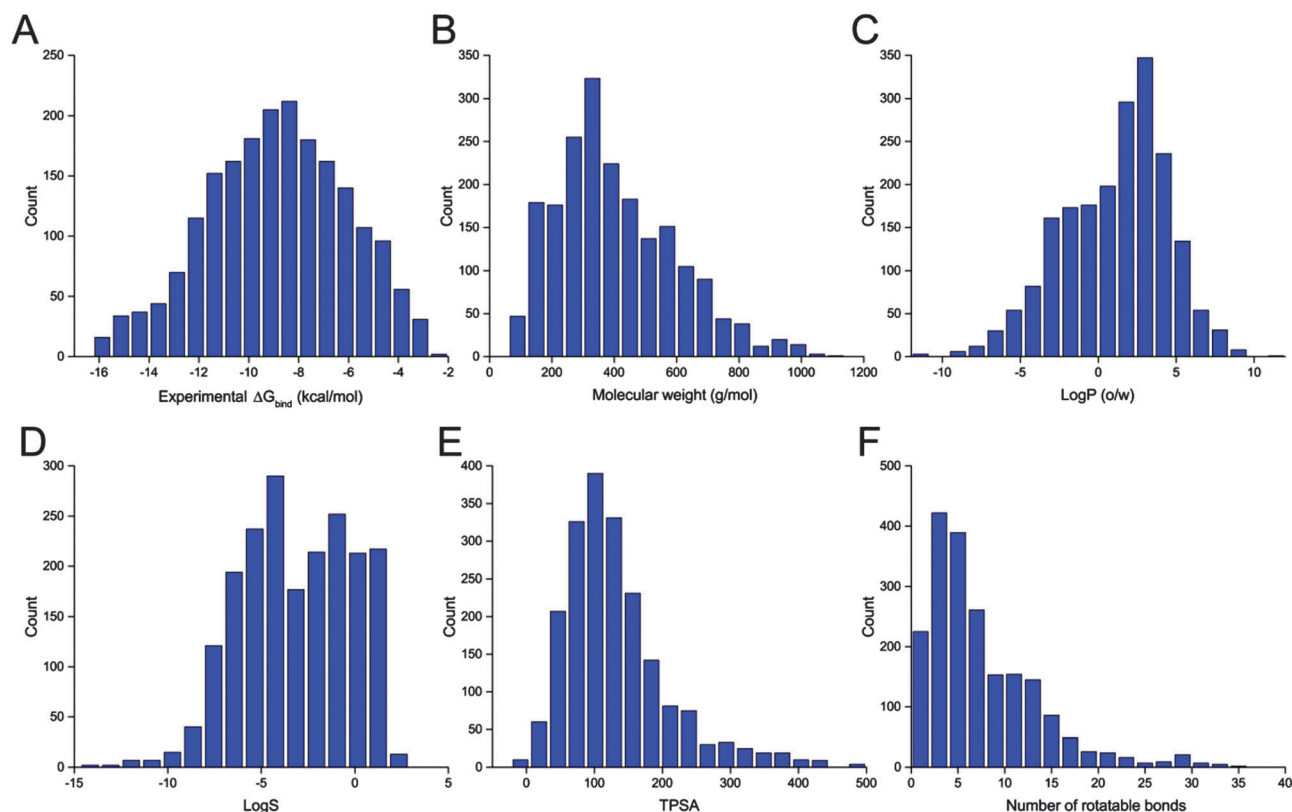 A
B
C
250
200
150
100
50
0
Count
-16 -14 -12 -10 -8 -6 -4 -2
Experimental ΔGbind (kcal/mol)
350
300
250
200
150
100
50
0
Count
200 400 600 800 1000 1200
Molecular weight (g/mol)
350
300
250
200
150
100
50
0
Count
-10 -5 0 5 10
LogP (o/w)
D
E
F
300
250
200
150
100
50
0
Count
-15 -10 -5 0 5
LogS
400
350
300
250
200
150
100
50
0
Count
0 100 200 300 400 500
TPSA
500
400
300
200
100
0
Count
0 5 10 15 20 25 30 35 40
Number of rotatable bonds